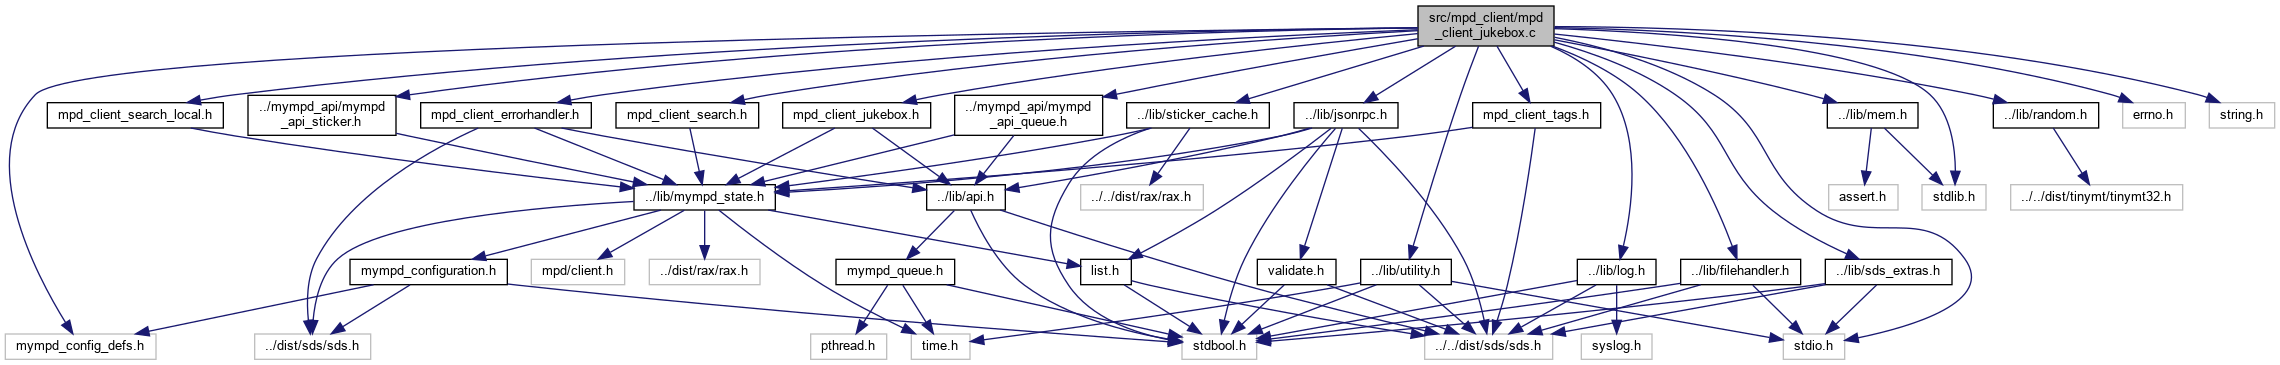 src/mpd_client/mpd
_client_jukebox.c
mpd_client_search_local.h
../mympd_api/mympd
_api_sticker.h
mpd_client_errorhandler.h
mpd_client_search.h
mpd_client_jukebox.h
../mympd_api/mympd
_api_queue.h
../lib/sticker_cache.h
../lib/jsonrpc.h
mpd_client_tags.h
../lib/mem.h
../lib/random.h
errno.h
string.h
../lib/mympd_state.h
../lib/api.h
../../dist/rax/rax.h
assert.h
stdlib.h
../../dist/tinymt/tinymt32.h
mympd_configuration.h
mpd/client.h
../dist/rax/rax.h
mympd_queue.h
list.h
validate.h
../lib/utility.h
../lib/log.h
../lib/filehandler.h
../lib/sds_extras.h
mympd_config_defs.h
../dist/sds/sds.h
pthread.h
time.h
stdbool.h
../../dist/sds/sds.h
syslog.h
stdio.h